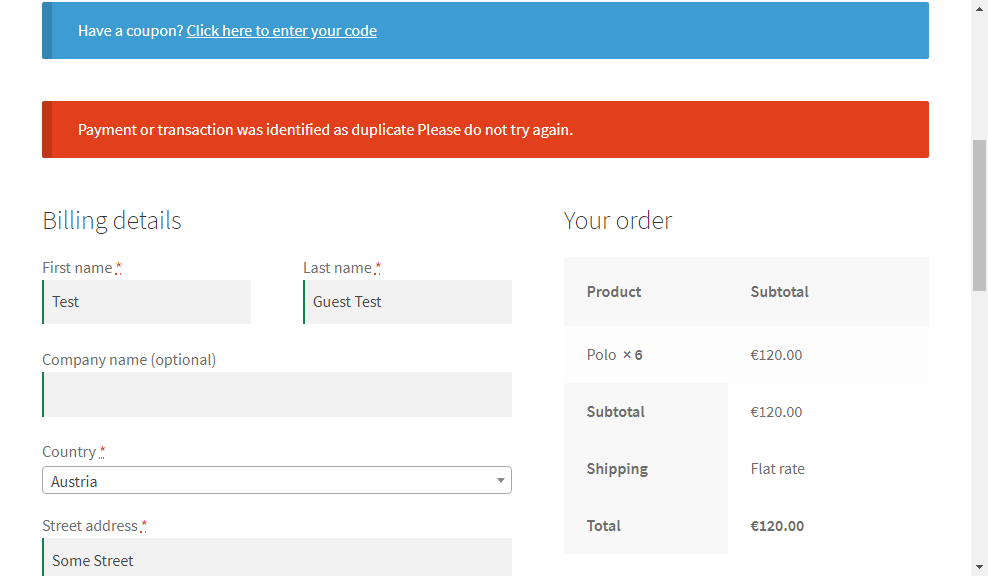 Have a coupon? Click here to enter your code
Payment or transaction was identified as duplicate Please do not try again.
Billing details
First name *
Last name *
Test
Guest Test
Company name (optional)
Country *
Austria
Street address *
Some Street
Your order
Product Subtotal
Polo × 6 €120.00
Subtotal €120.00
Shipping Flat rate
Total €120.00